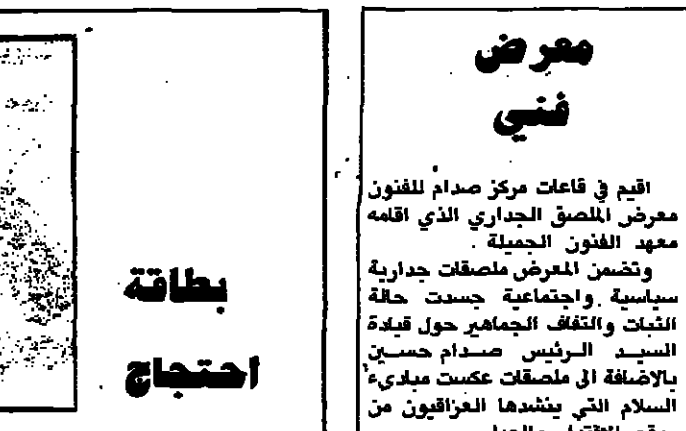 معرض
فني
اقيم في قاعات مركز صدام للفنون
معرض الملصق الجداري الذي اقامه
معهد الفنون الجميلة .
وتضمن المعرض ملصقات جدارية
سياسية واجتماعية جسدت حالة
الثبات والتفاف الجماهير حول قيادة
السيد الرئيس صدام حسين
بالاضافة الى ملصقات عكست مباديء
السلام التي ينشدها العراقيون من
بطاقة
احتجاج